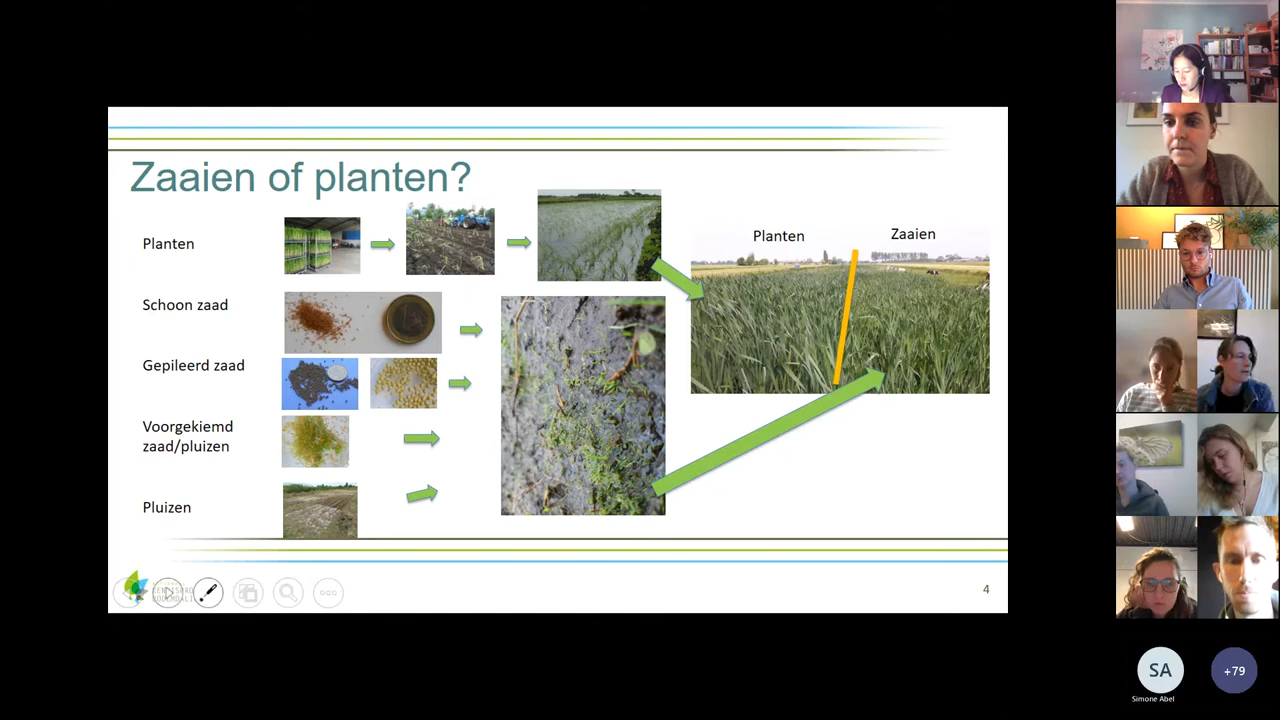 Zaaien of planten?
Planten
Zaaien
Planten
Schoon zaad
Gepileerd zaad
Voorgekiemd
zaad/pluizen
Pluizen
4
SA
+79
Simone Abel